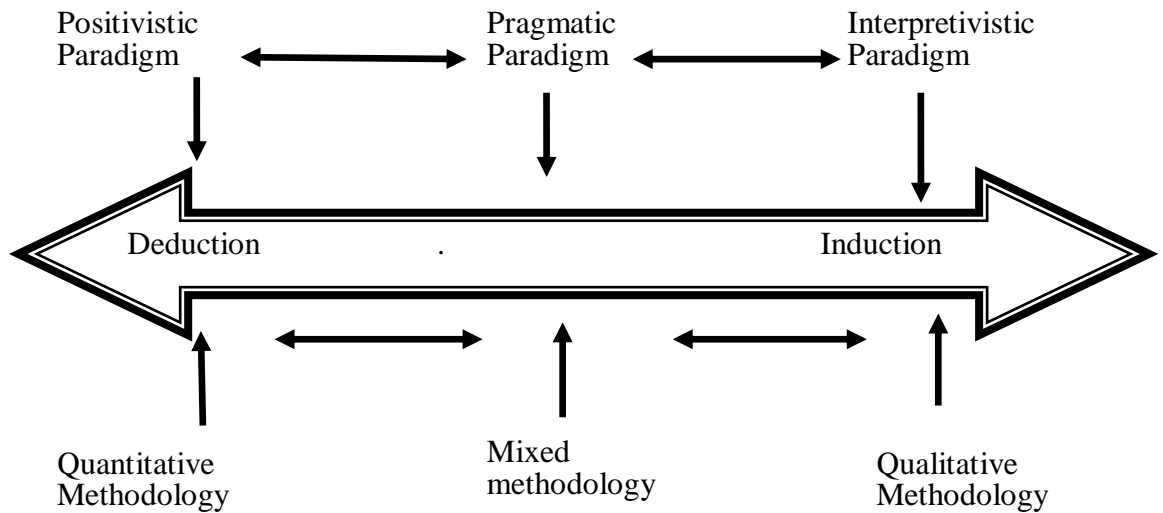 Positivistic
Paradigm
Pragmatic
Paradigm
Interpretivistic
Paradigm
Deduction
.
Induction
Quantitative
Methodology
Mixed
methodology
Qualitative
Methodology